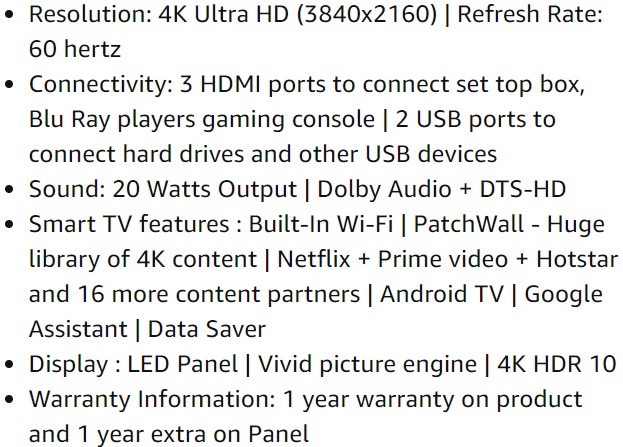 • Resolution: 4K Ultra HD (3840x2160) | Refresh Rate:
60 hertz
• Connectivity: 3 HDMI ports to connect set top box,
Blu Ray players gaming console | 2 USB ports to
connect hard drives and other USB devices
• Sound: 20 Watts Output | Dolby Audio + DTS-HD
• Smart TV features : Built-In Wi-Fi | PatchWall - Huge
library of 4K content | Netflix + Prime video + Hotstar
and 16 more content partners | Android TV | Google
Assistant | Data Saver
• Display : LED Panel | Vivid picture engine | 4K HDR 10
• Warranty Information: 1 year warranty on product
and 1 year extra on Panel